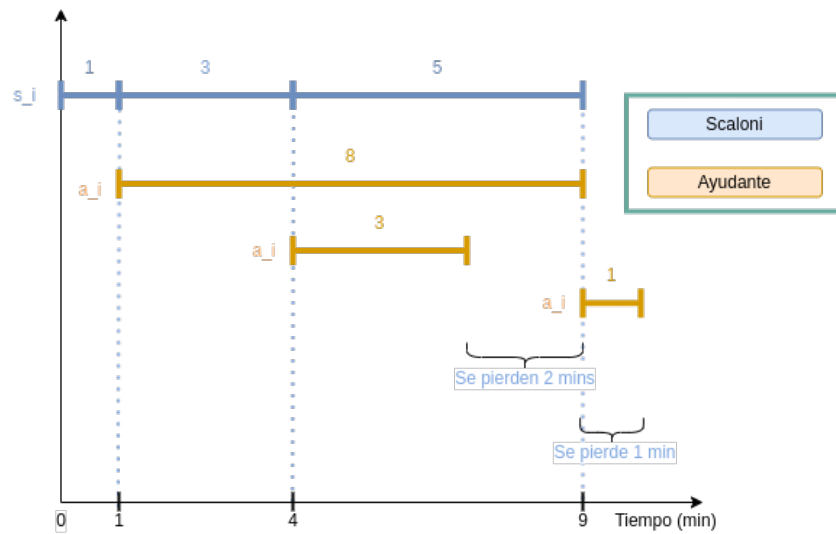 1 3 5
s_i
Scaloni
8
a_i
Ayudante
3
a_i
1
a_i
Se pierden 2 mins
Se pierde 1 min
0 1 4 9 Tiempo (min)